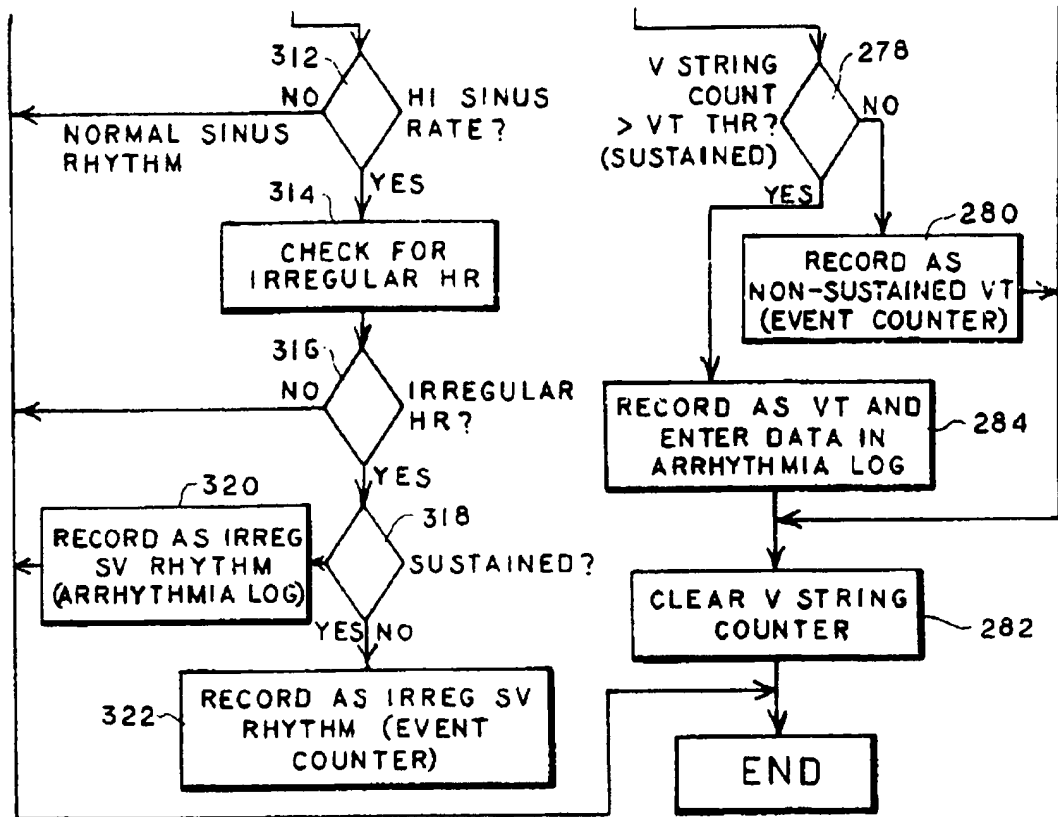 312
NO
HI SINUS
RATE?
NORMAL SINUS
RHYTHM
YES
314
CHECK FOR
IRREGULAR HR
316
NO
IRREGULAR
HR?
YES
320
RECORD AS IRREG
SV RHYTHM
(ARRHYTHMIA LOG)
318
SUSTAINED?
YES
NO
322
RECORD AS IRREG SV
RHYTHM (EVENT
COUNTER)
278
V STRING
COUNT
> VT THR?
(SUSTAINED)
NO
YES
280
RECORD AS
NON-SUSTAINED VT
(EVENT COUNTER)
RECORD AS VT AND
ENTER DATA IN
ARRHYTHMIA LOG
284
CLEAR V STRING
COUNTER
282
END